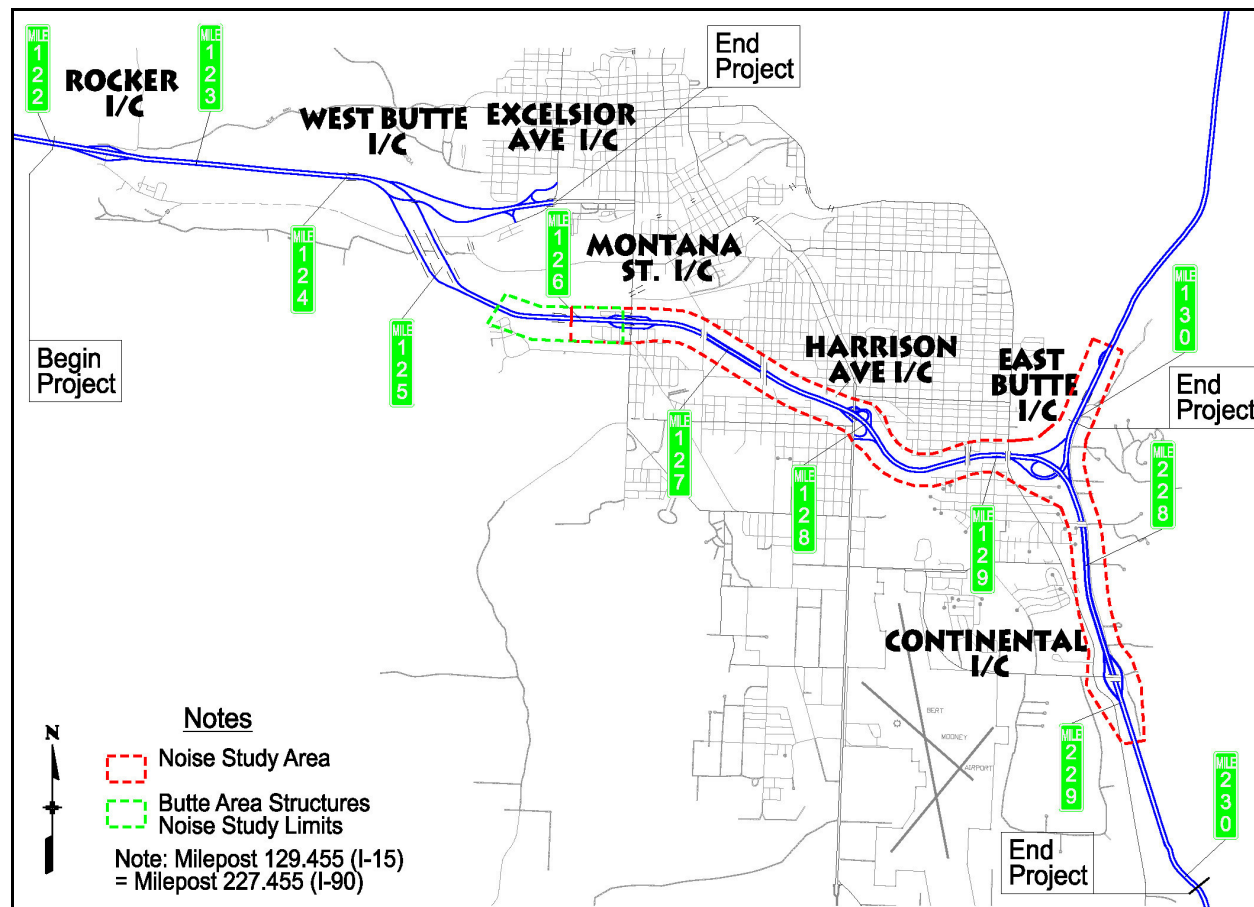 MILE
122
ROCKER
I/C
MILE
123
WEST BUTTE
I/C
EXCELSIOR
AVE I/C
End
Project
MILE
124
MILE
125
MILE
126
MONTANA
ST. I/C
Begin
Project
MILE
127
HARRISON
AVE I/C
MILE
128
EAST
BUTTE
I/C
MILE
129
MILE
130
End
Project
MILE
228
CONTINENTAL
I/C
BERT
MOONEY
AIRPORT
MILE
229
MILE
230
End
Project
N
Notes
Noise Study Area
Butte Area Structures
Noise Study Limits
Note: Milepost 129.455 (I-15)
= Milepost 227.455 (I-90)